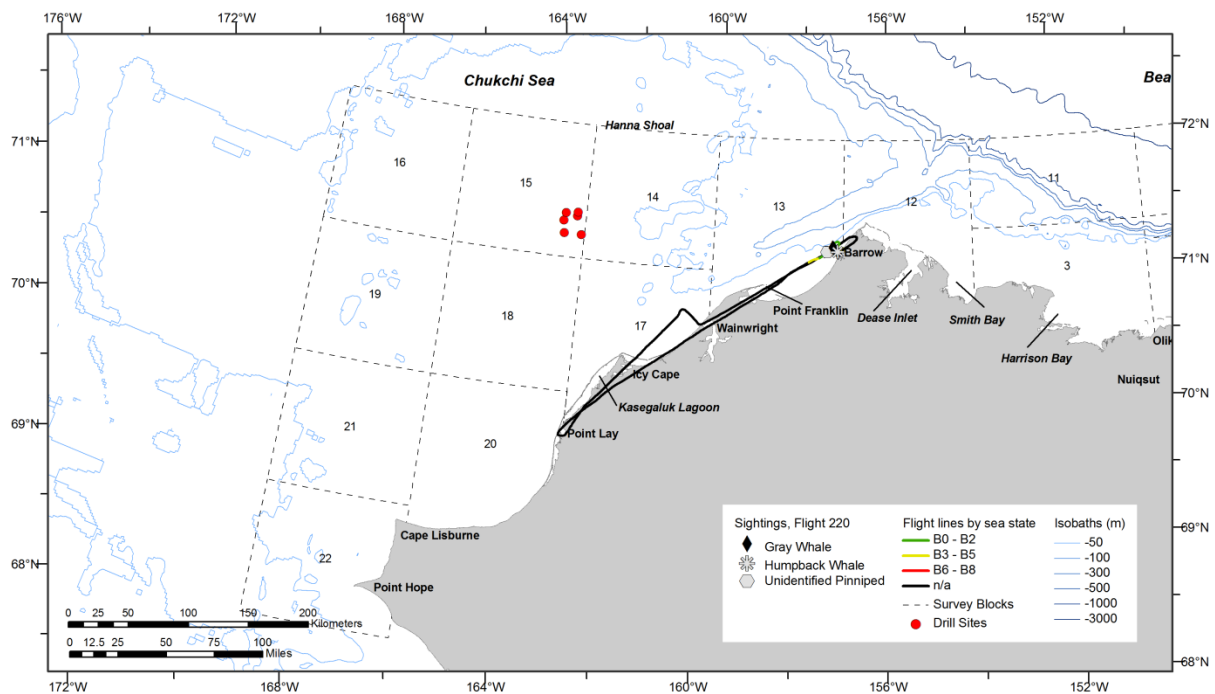 176°W
172°W
168°W
164°W
160°W
156°W
152°W
Chukchi Sea
Bea
72°N
71°N
Hanna Shoal
16
15
14
13
12
11
3
Barrow
71°N
70°N
19
18
17
Point Franklin
Wainwright
Dease Inlet
Smith Bay
Harrison Bay
Olik
Nuiqsut
Icy Cape
Kasegaluk Lagoon
70°N
69°N
21
20
Point Lay
Cape Lisburne
69°N
68°N
22
Point Hope
Sightings, Flight 220
Gray Whale
Humpback Whale
Unidentified Pinniped
Flight lines by sea state
B0 - B2
B3 - B5
B6 - B8
n/a
Survey Blocks
Drill Sites
Isobaths (m)
-50
-100
-300
-500
-1000
-3000
0 25 50 100 150 200
Kilometers
0 12.5 25 50 75 100
Miles
68°N
172°W
168°W
164°W
160°W
156°W
152°W